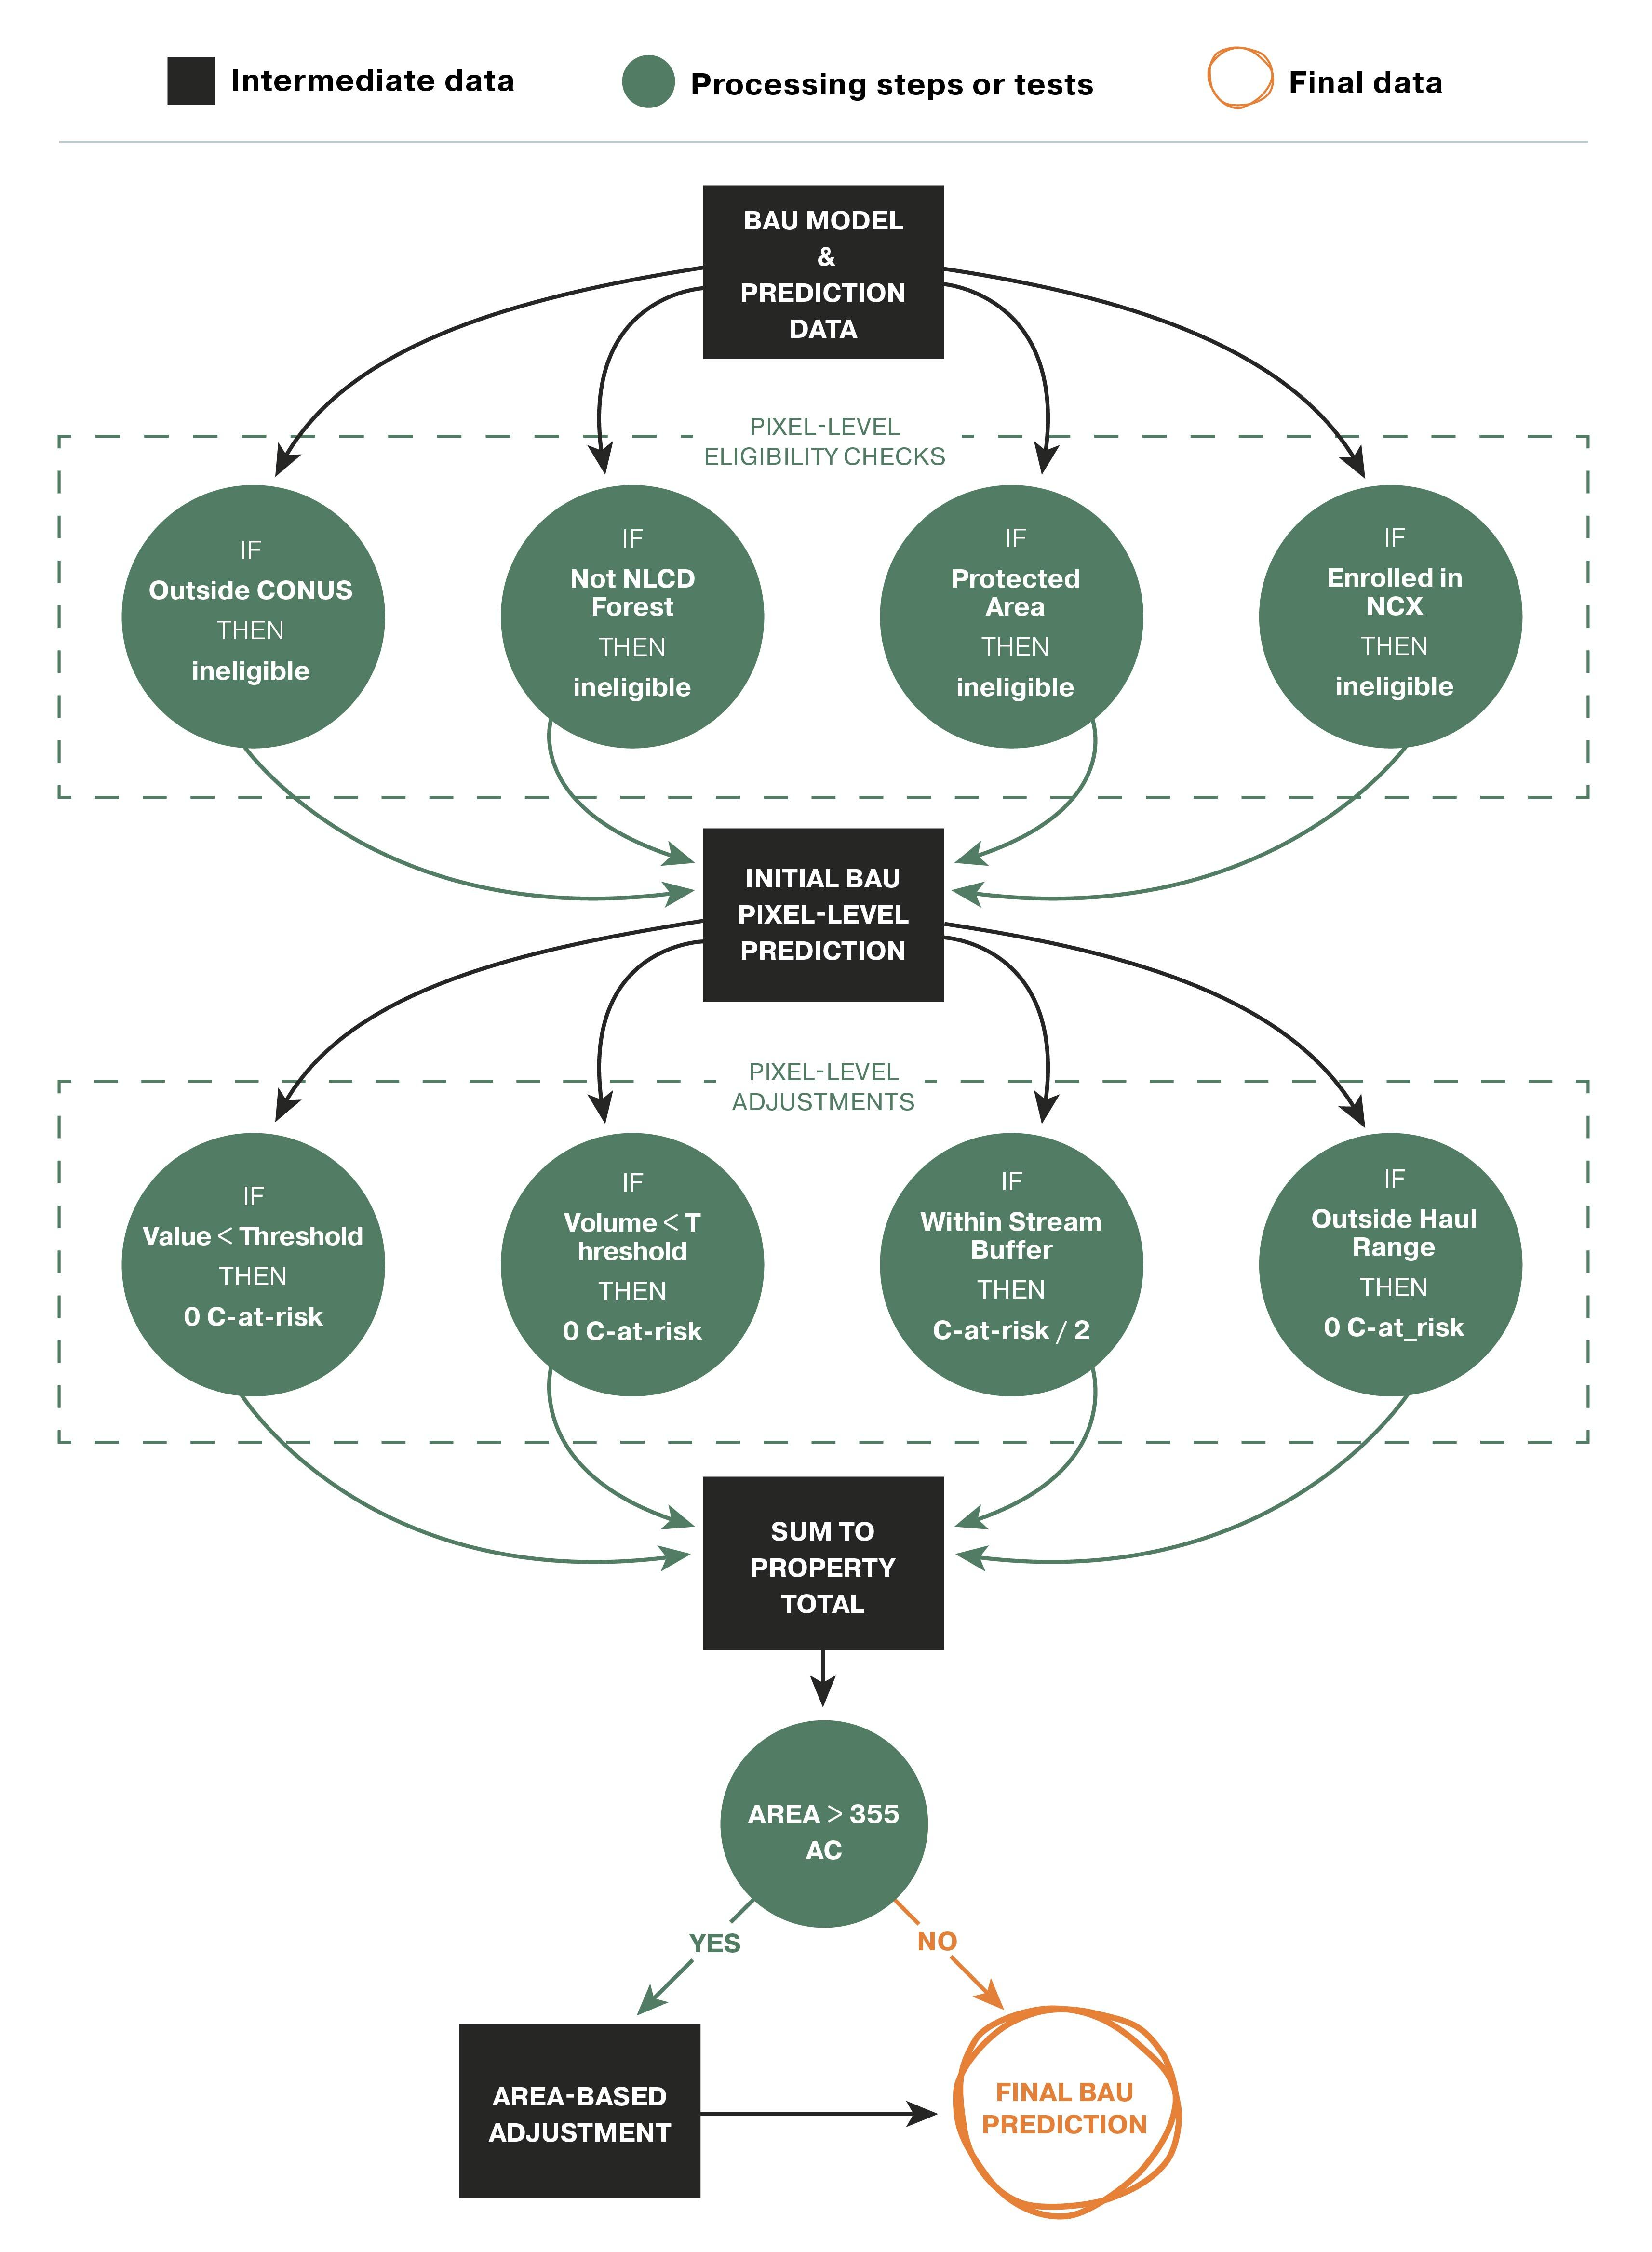 Intermediate data
Processing steps or tests
Final data
BAU MODEL
&
PREDICTION
DATA
PIXEL-LEVEL
ELIGIBILITY CHECKS
IF
Outside CONUS
THEN
ineligible
IF
Not NLCD
Forest
THEN
ineligible
IF
Protected
Area
THEN
ineligible
IF
Enrolled in
NCX
THEN
ineligible
INITIAL BAU
PIXEL-LEVEL
PREDICTION
PIXEL-LEVEL
ADJUSTMENTS
IF
Value < Threshold
THEN
0 C-at-risk
IF
Volume < T
hreshold
THEN
0 C-at-risk
IF
Within Stream
Buffer
THEN
C-at-risk / 2
IF
Outside Haul
Range
THEN
0 C-at_risk
SUM TO
PROPERTY
TOTAL
AREA > 355
AC
YES
NO
AREA-BASED
ADJUSTMENT
FINAL BAU
PREDICTION